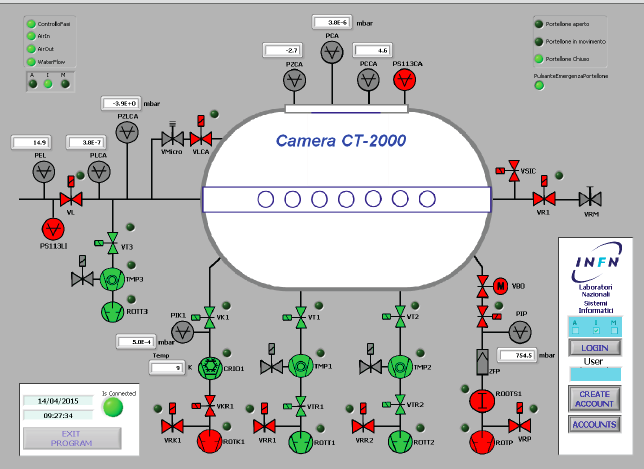 ControlloFasi
AirIn
AirOut
WaterFlow
A I M
3.8E-6 mbar
PCA
-2.7
PZCA
4.6
PCCA
PS113CA
Portellone aperto
Portellone in movimento
Portellone Chiuso
PulsanteEmergenzaPortellone
-3.9E+0 mbar
PZLCA
14.9
PEL
3.8E-7
PLCA
VMicro
VLCA
Camera CT-2000
VL
PS113LI
VT3
TMP3
ROTT3
VSIC
VR1
VRM
PIK1
5.0E-4 mbar
Temp
9 K
VK1
CRIO1
VKR1
VRK1
ROTK1
VT1
TMP1
VTR1
VRR1
ROTT1
VT2
TMP2
VTR2
VRR2
ROTT2
VBO
M
PIP
754.5 mbar
ZFP
ROOTS1
ROTP
VRP
INFN
Laboratori
Nazionali
Sistemi
Informatici
A I M
LOGIN
User
CREATE
ACCOUNT
ACCOUNTS
14/04/2015
09:27:34
Is Connected
EXIT
PROGRAM